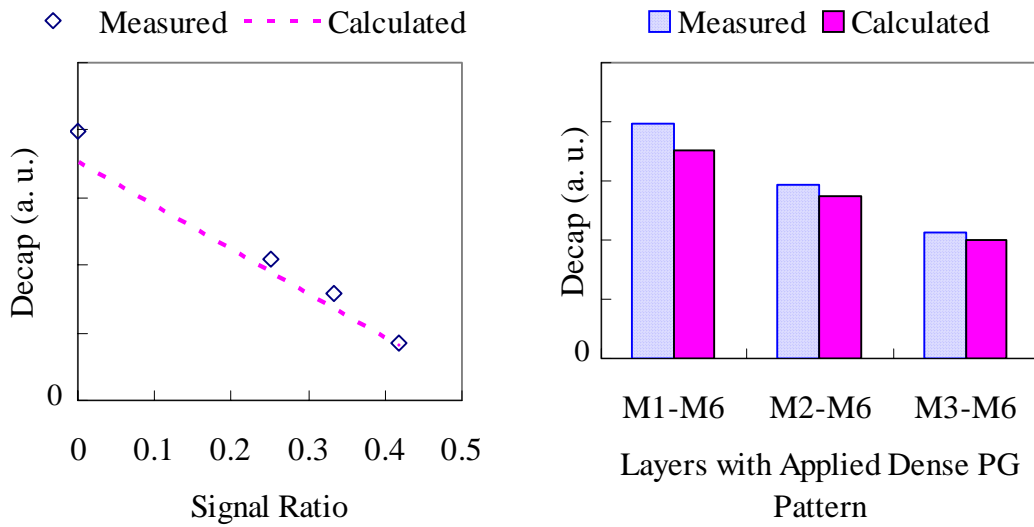 Measured Calculated
Decap (a. u.)
0
0 0.1 0.2 0.3 0.4 0.5
Signal Ratio
Measured Calculated
Decap (a. u.)
0
M1-M6 M2-M6 M3-M6
Layers with Applied Dense PG
Pattern